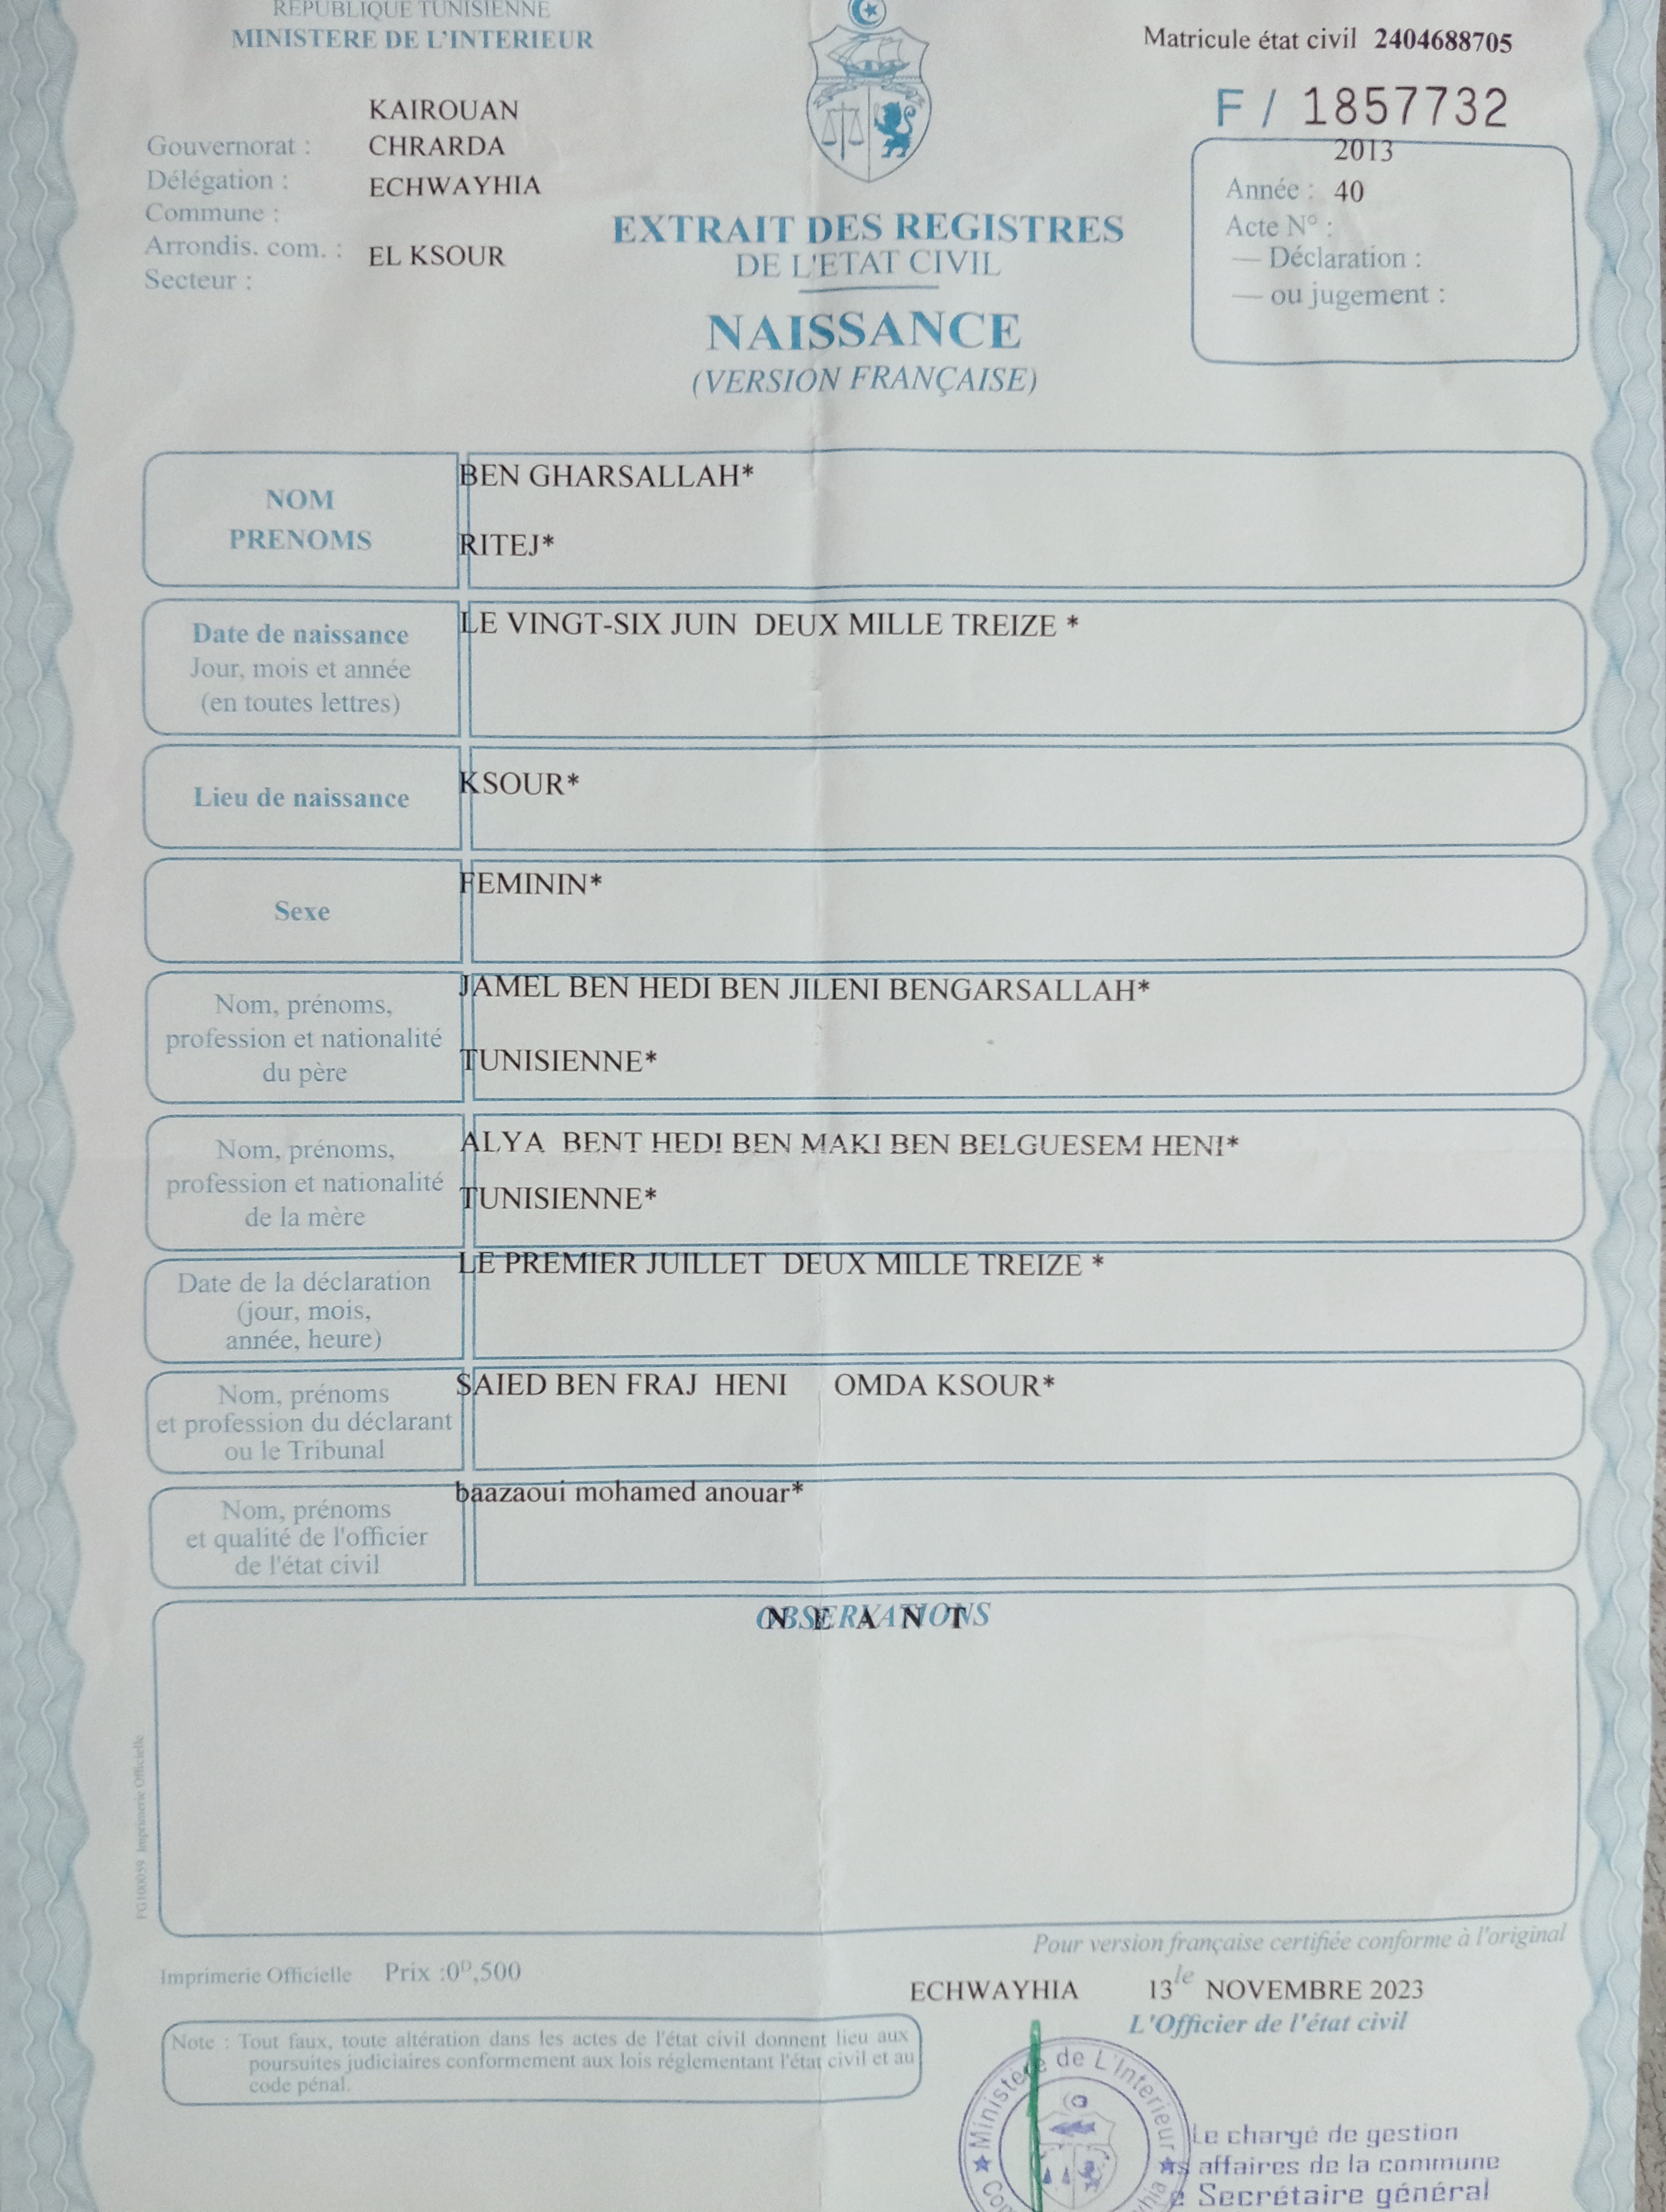 REPUBLIQUE TUNISIENNE
MINISTERE DE L'INTERIEUR
Matricule état civil 2404688705
F / 1857732
KAIROUAN
Gouvernorat : CHRARDA
Délégation : ECHWAYHIA
Commune :
Arrondis. com. : EL KSOUR
Secteur :
2013
Année : 40
Acte N° :
— Déclaration :
— ou jugement :
EXTRAIT DES REGISTRES
DE L'ETAT CIVIL
NAISSANCE
(VERSION FRANÇAISE)
NOM
PRENOMS
BEN GHARSALLAH*
RITEJ*
Date de naissance
Jour, mois et année
(en toutes lettres)
LE VINGT-SIX JUIN DEUX MILLE TREIZE *
Lieu de naissance
KSOUR*
Sexe
FEMININ*
Nom, prénoms,
profession et nationalité
du père
JAMEL BEN HEDI BEN JILENI BENGARSALLAH*
TUNISIENNE*
Nom, prénoms,
profession et nationalité
de la mère
ALYA BENT HEDI BEN MAKI BEN BELGUESEM HENI*
TUNISIENNE*
Date de la déclaration
(jour, mois,
année, heure)
LE PREMIER JUILLET DEUX MILLE TREIZE *
Nom, prénoms
et profession du déclarant
ou le Tribunal
SAIED BEN FRAJ HENI OMDA KSOUR*
Nom, prénoms
et qualité de l'officier
de l'état civil
baazaoui mohamed anouar*
OBSERVATIONS
N E A N T
FG100059 Imprimerie Officielle
Pour version française certifiée conforme à l'original
Imprimerie Officielle Prix :0ᴰ,500
ECHWAYHIA 13 le NOVEMBRE 2023
L'Officier de l'état civil
Note : Tout faux, toute altération dans les actes de l'état civil donnent lieu aux
poursuites judiciaires conformement aux lois réglementant l'état civil et au
code pénal.
Ministère de L'Interieur
Le chargé de gestion
affaires de la commune
Secrétaire général